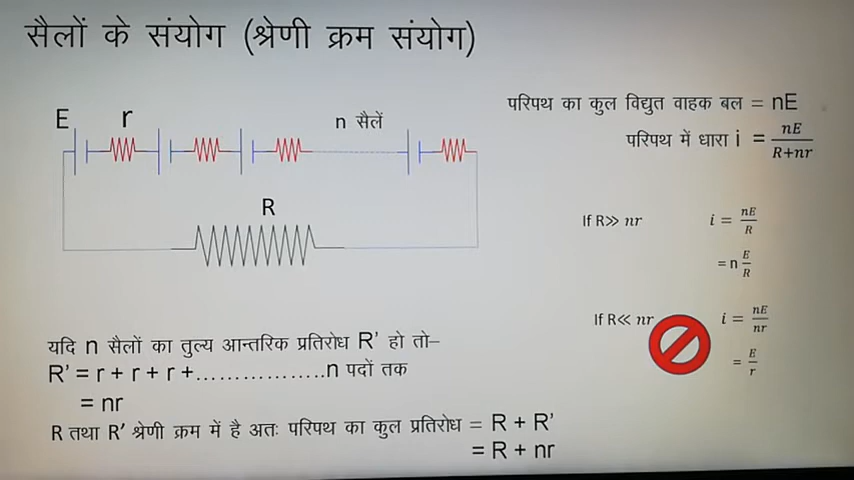 सैलों के संयोग (श्रेणी क्रम संयोग)
E r n सैलें
R
परिपथ का कुल विद्युत वाहक बल = nE
परिपथ में धारा i = nE/R+nr
If R≫ nr i = nE/R
= n E/R
If R≪ nr i = nE/nr
= E/r
यदि n सैलों का तुल्य आन्तरिक प्रतिरोध R’ हो तो–
R’ = r + r + r +………………..n पदों तक
= nr
R तथा R’ श्रेणी क्रम में है अतः परिपथ का कुल प्रतिरोध = R + R’
= R + nr